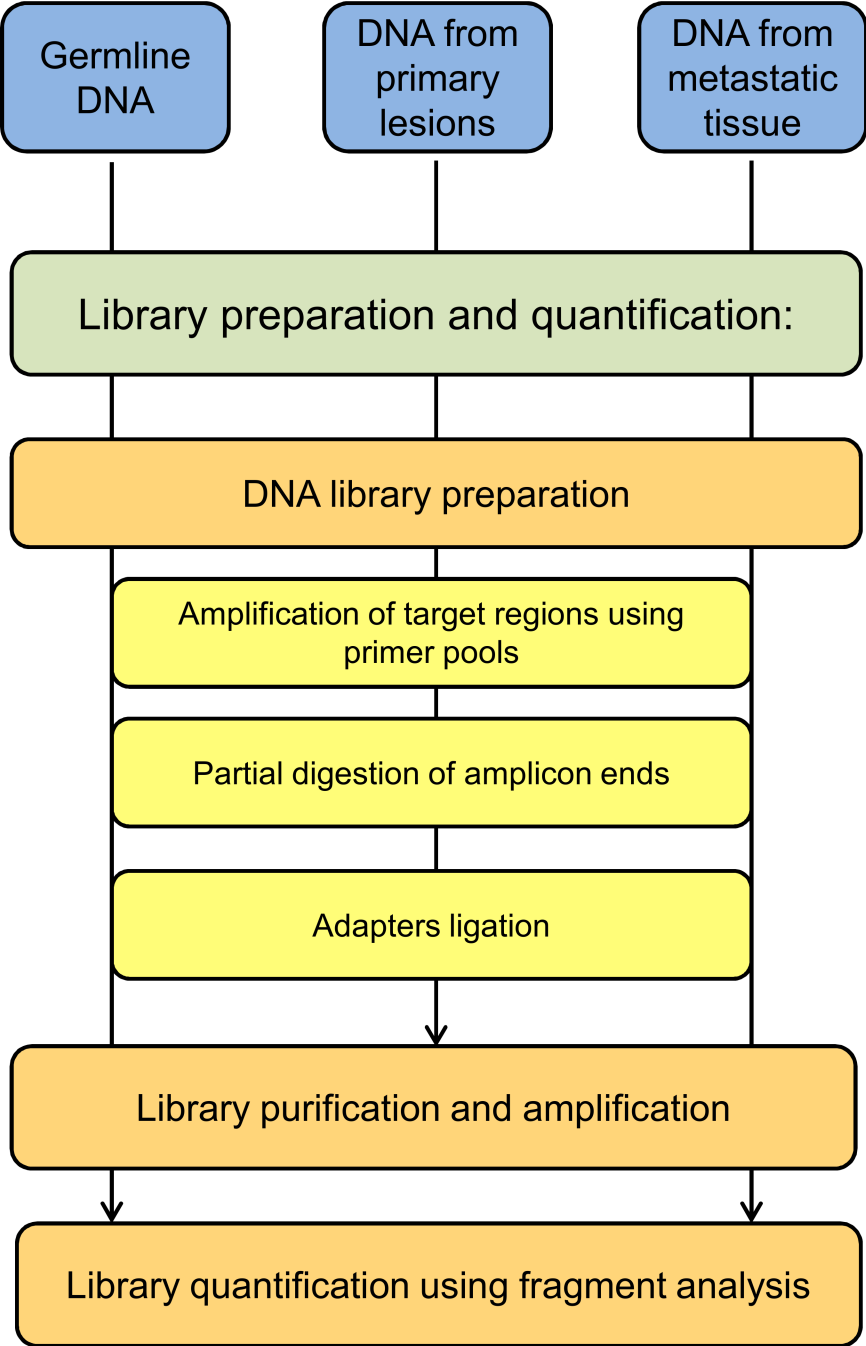 Germline
DNA
DNA from
primary
lesions
DNA from
metastatic
tissue
Library preparation and quantification:
DNA library preparation
Amplification of target regions using
primer pools
Partial digestion of amplicon ends
Adapters ligation
Library purification and amplification
Library quantification using fragment analysis